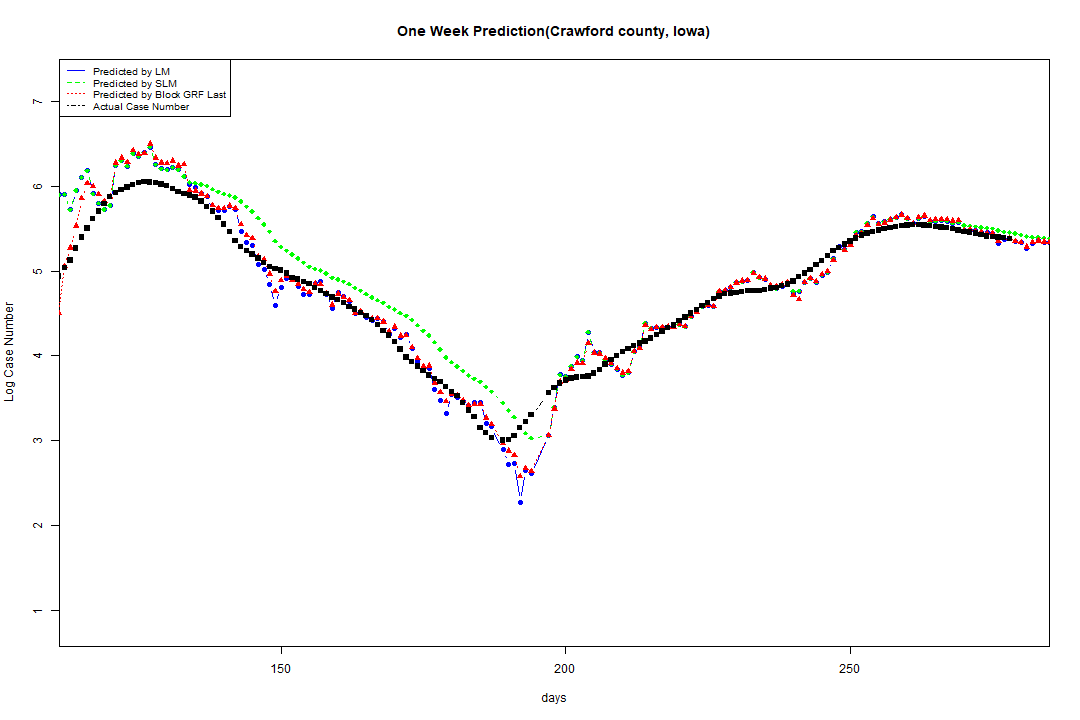 One Week Prediction(Crawford county, Iowa)
Predicted by LM
Predicted by SLM
Predicted by Block GRF Last
Actual Case Number
7
6
5
4
3
2
1
Log Case Number
150
200
250
days